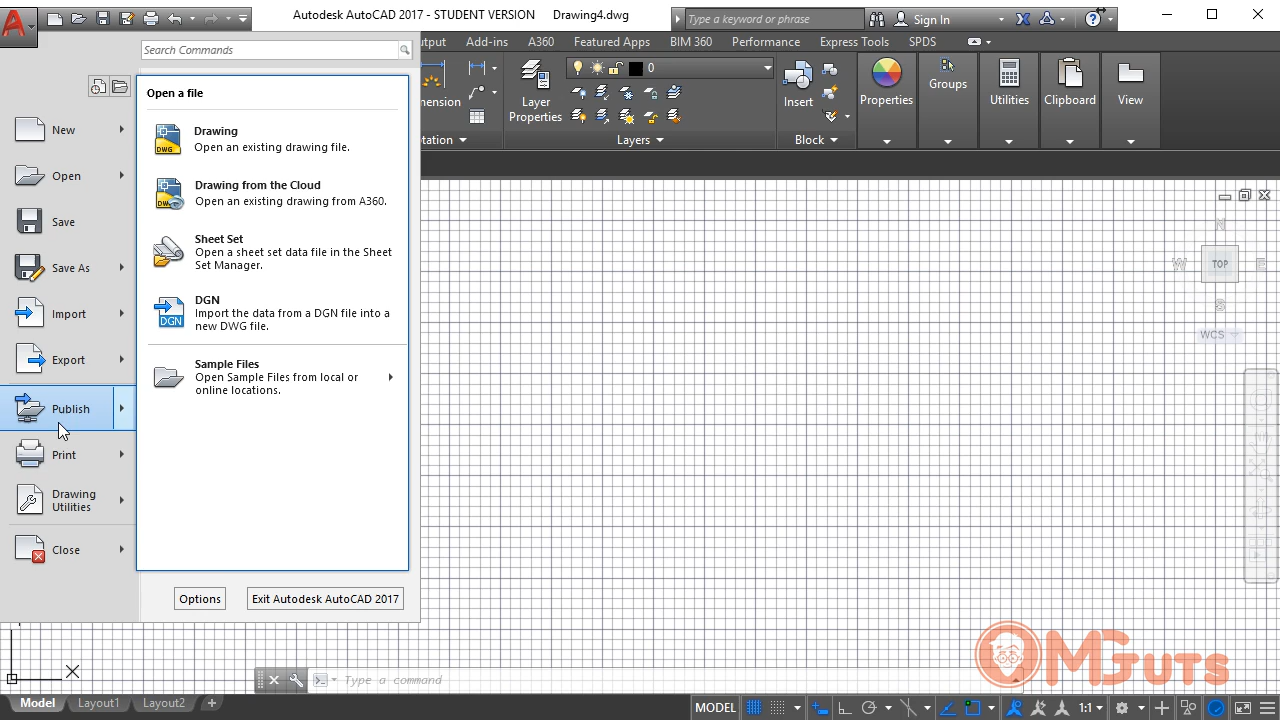 Autodesk AutoCAD 2017 - STUDENT VERSION Drawing4.dwg
Type a keyword or phrase
Sign In
Search Commands
utput Add-ins A360 Featured Apps BIM 360 Performance Express Tools SPDS
Open a file
New
Open
Save
Save As
Import
Export
Publish
Print
Drawing
Utilities
Close
Drawing
Open an existing drawing file.
DWG
Drawing from the Cloud
Open an existing drawing from A360.
Sheet Set
Open a sheet set data file in the Sheet
Set Manager.
DGN
Import the data from a DGN file into a
new DWG file.
DGN
Sample Files
Open Sample Files from local or
online locations.
Options
Exit Autodesk AutoCAD 2017
mension
Layer
Properties
0
Insert
Properties
Groups
Utilities
Clipboard
View
tation
Layers
Block
N
W
TOP
E
S
WCS
X
Type a command
OMGTUTS
Model Layout1 Layout2 +
MODEL
1:1